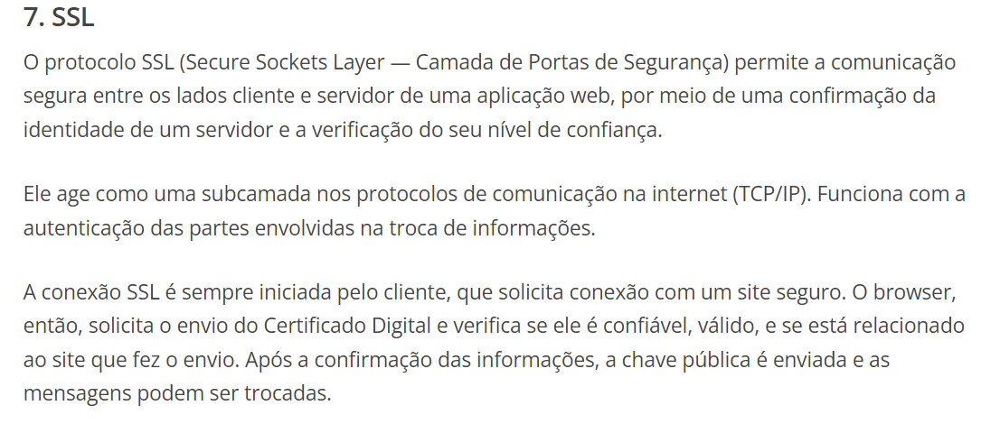 7. SSL
O protocolo SSL (Secure Sockets Layer — Camada de Portas de Segurança) permite a comunicação
segura entre os lados cliente e servidor de uma aplicação web, por meio de uma confirmação da
identidade de um servidor e a verificação do seu nível de confiança.
Ele age como uma subcamada nos protocolos de comunicação na internet (TCP/IP). Funciona com a
autenticação das partes envolvidas na troca de informações.
A conexão SSL é sempre iniciada pelo cliente, que solicita conexão com um site seguro. O browser,
então, solicita o envio do Certificado Digital e verifica se ele é confiável, válido, e se está relacionado
ao site que fez o envio. Após a confirmação das informações, a chave pública é enviada e as
mensagens podem ser trocadas.